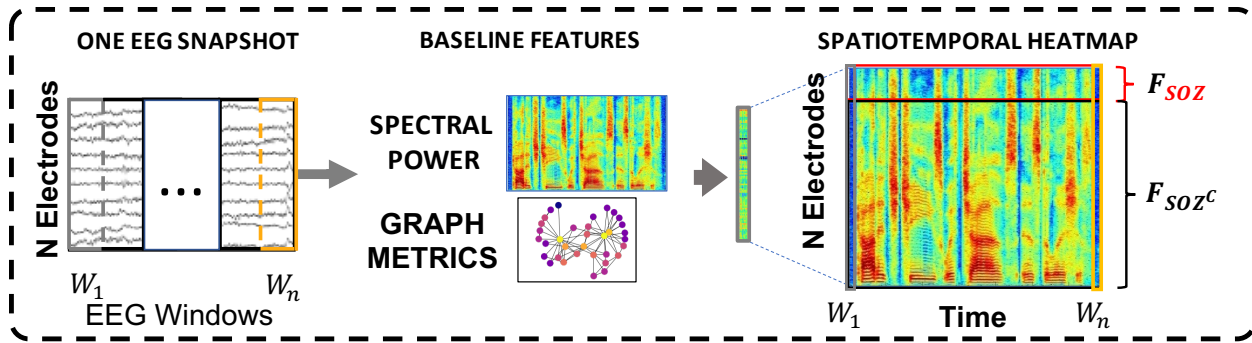 ONE EEG SNAPSHOT
N Electrodes
...
W₁
Wₙ
EEG Windows
BASELINE FEATURES
SPECTRAL
POWER
GRAPH
METRICS
SPATIOTEMPORAL HEATMAP
N Electrodes
F_SOZ
F_SOZ^C
W₁
Time
Wₙ